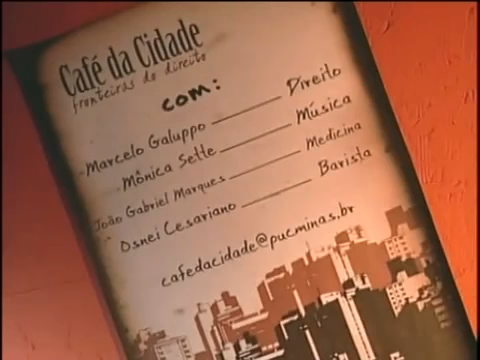 Café da Cidade
fronteiras do direito
com:
Marcelo Galuppo Direito
Mônica Sette Música
João Gabriel Marques Medicina
Osnei Cesariano Barista
cafedacidade@pucminas.br